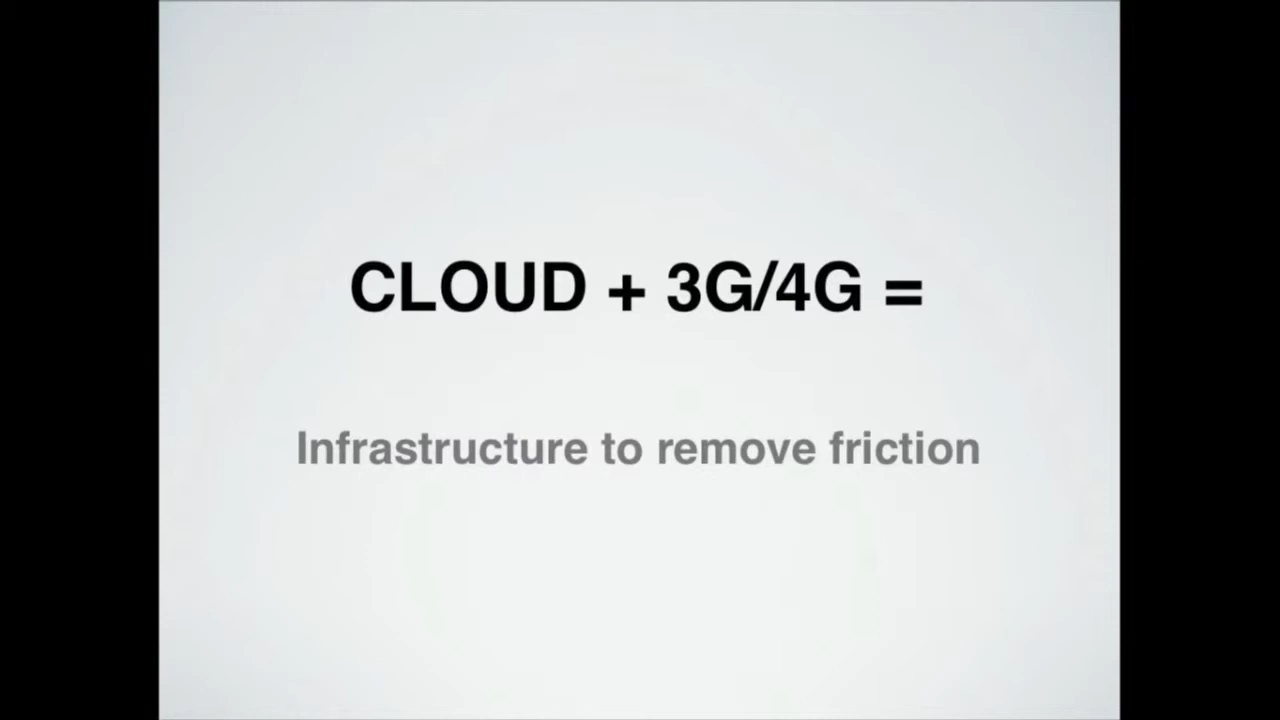 CLOUD + 3G/4G =
Infrastructure to remove friction